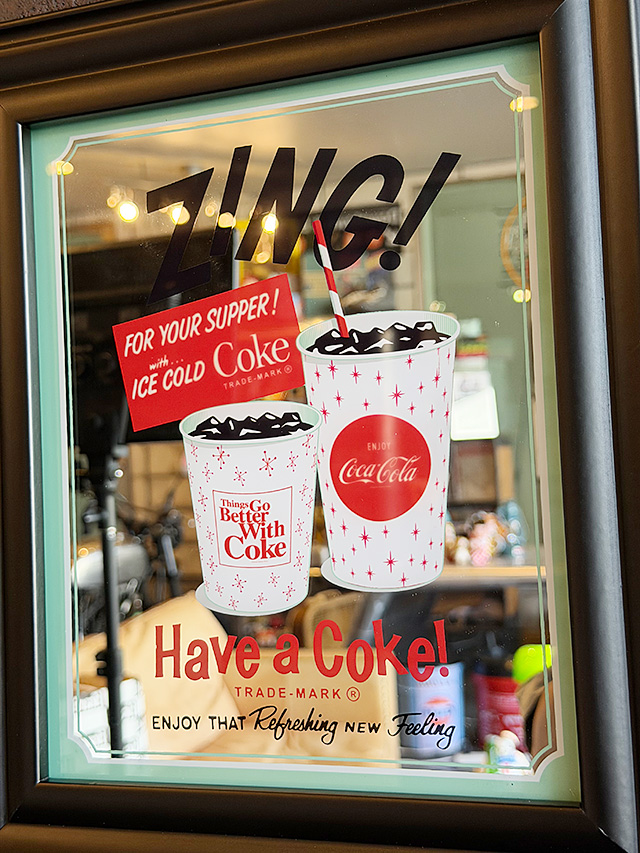 ZING!
FOR YOUR SUPPER!
with...
ICE COLD Coke
TRADE-MARK ®
ENJOY
Coca-Cola
Things Go
Better
With
Coke
Have a Coke!
TRADE-MARK ®
ENJOY THAT Refreshing NEW Feeling